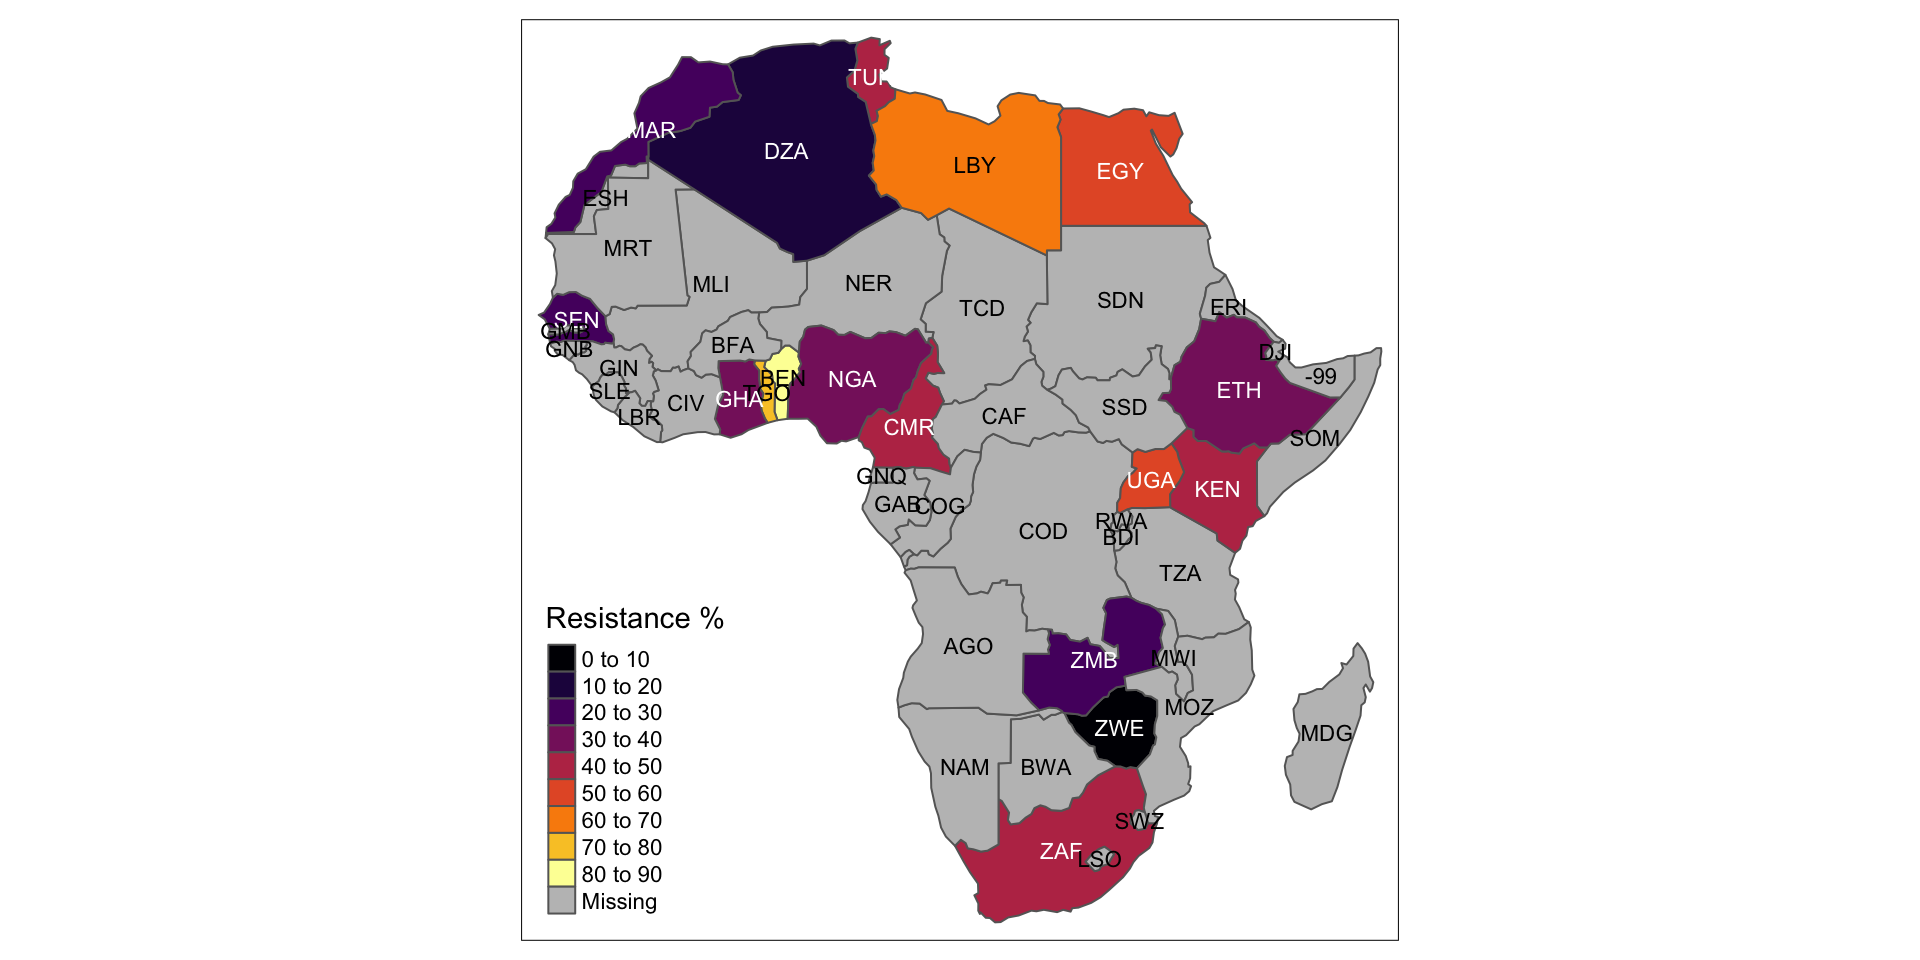 TUN
MAR
DZA
LBY
EGY
ESH
MRT
MLI
NER
TCD
SDN
ERI
SEN
GMB
GNB
BFA
DJI
GIN
BEN
NGA
-99
SLE
TGO
ETH
GHA
CIV
LBR
CAF
SSD
CMR
SOM
GNQ
UGA
KEN
GAB
COG
RWA
COD
BDI
TZA
AGO
ZMB
MWI
MOZ
ZWE
MDG
NAM
BWA
SWZ
ZAF
LSO
Resistance %
0 to 10
10 to 20
20 to 30
30 to 40
40 to 50
50 to 60
60 to 70
70 to 80
80 to 90
Missing